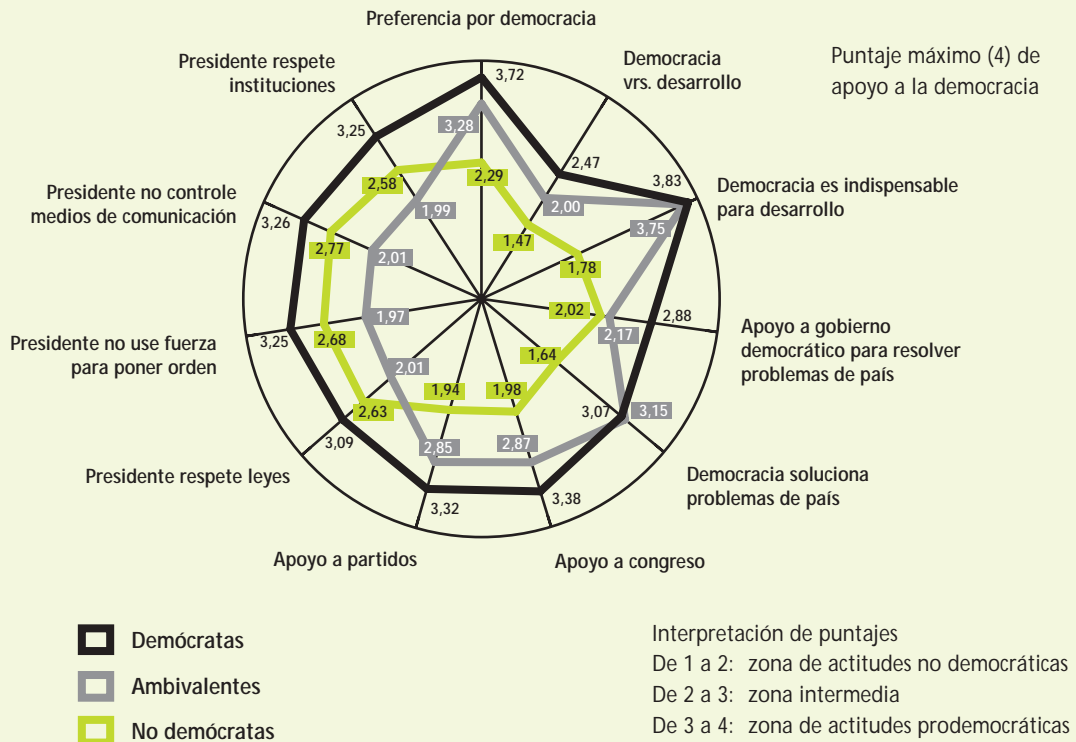 Preferencia por democracia
Presidente respete
instituciones
Democracia
vrs. desarrollo
Puntaje máximo (4) de
apoyo a la democracia
3,72
3,28
3,25
2,29
2,47
2,58
1,99
2,00
3,83
Democracia es indispensable
para desarrollo
Presidente no controle
medios de comunicación
3,26
2,77
2,01
1,47
3,75
1,78
1,97
2,02
2,88
2,17
Apoyo a gobierno
democrático para resolver
problemas de país
Presidente no use fuerza
para poner orden
3,25
2,68
2,01
1,64
1,94
1,98
2,63
3,07
3,15
3,09
2,85
2,87
Presidente respete leyes
Democracia soluciona
problemas de país
3,32
3,38
Apoyo a partidos
Apoyo a congreso
Demócratas
Ambivalentes
No demócratas
Interpretación de puntajes
De 1 a 2: zona de actitudes no democráticas
De 2 a 3: zona intermedia
De 3 a 4: zona de actitudes prodemocráticas